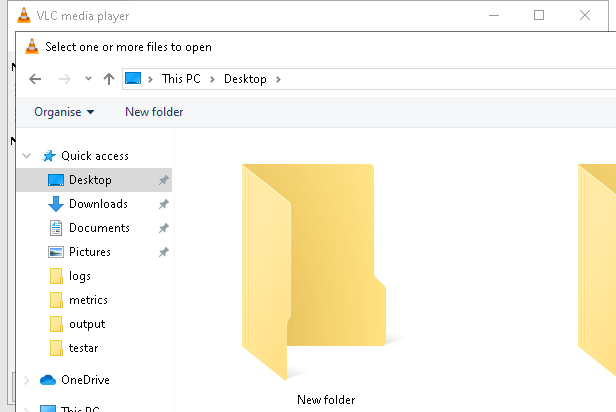 VLC media player
Select one or more files to open
This PC > Desktop >
Organise New folder
Quick access
Desktop
Downloads
Documents
Pictures
logs
metrics
output
testar
OneDrive
This PC
New folder